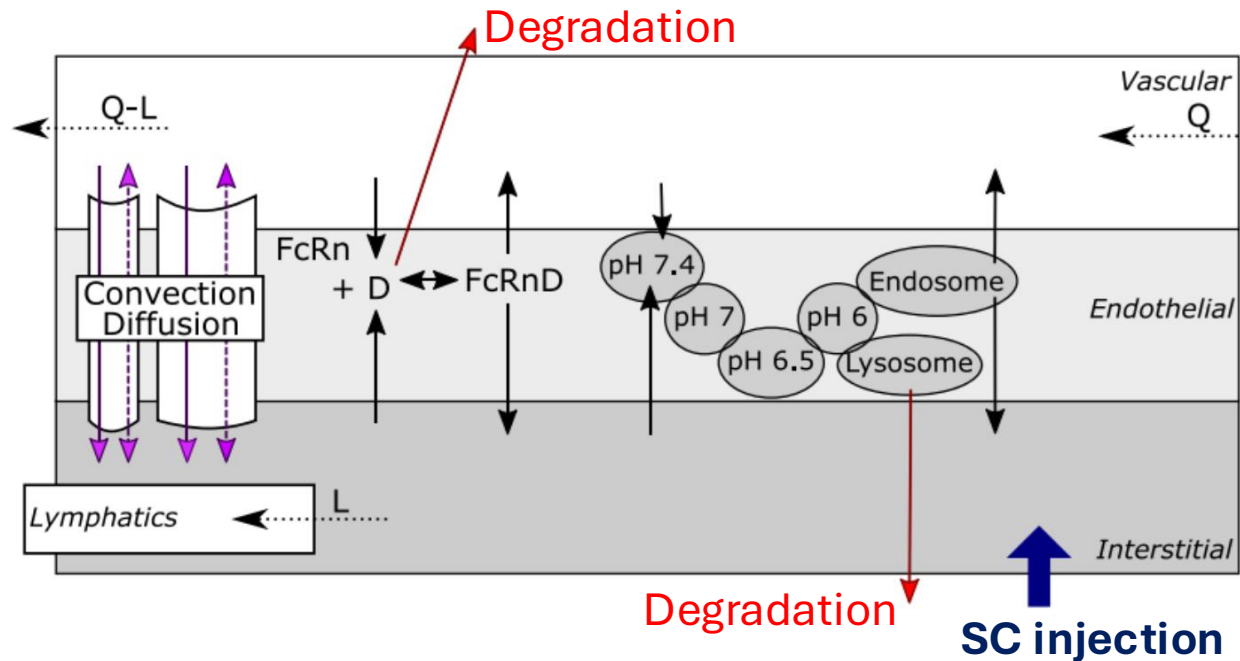 Degradation
Vascular
Q-L
Q
FcRn
+ D
FcRnD
Convection
Diffusion
pH 7.4
pH 7
pH 6.5
pH 6
Endosome
Lysosome
Endothelial
Lymphatics
L
Interstitial
Degradation
SC injection